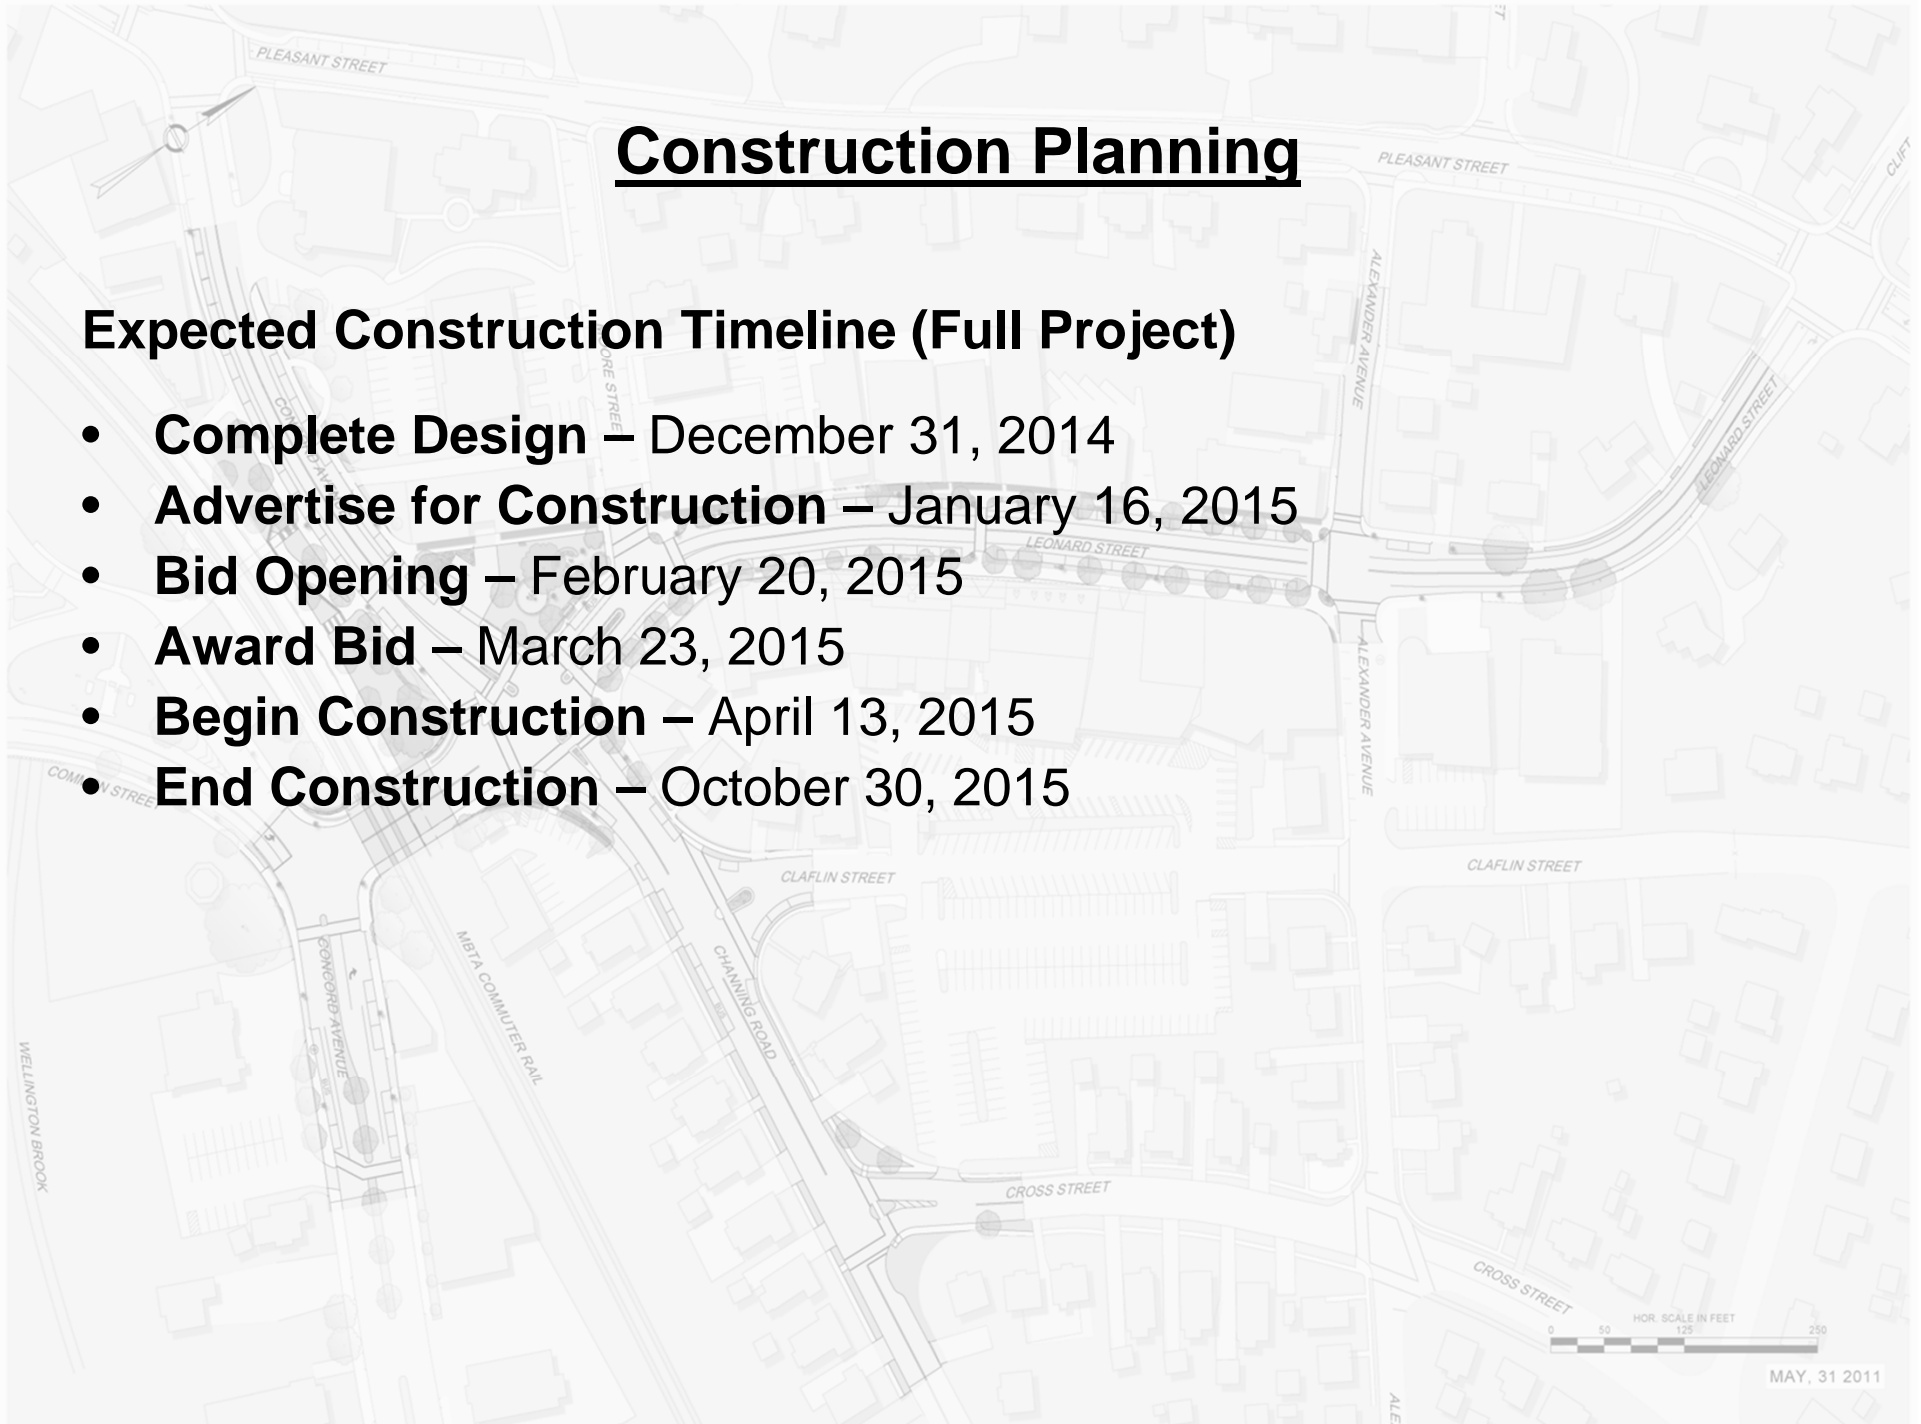 PLEASANT STREET
Construction Planning
PLEASANT STREET
Expected Construction Timeline (Full Project)
ALEXANDER AVENUE
• Complete Design – December 31, 2014
• Advertise for Construction – January 16, 2015
LEONARD STREET
LEONARD STREET
• Bid Opening – February 20, 2015
• Award Bid – March 23, 2015
ALEXANDER AVENUE
• Begin Construction – April 13, 2015
• End Construction – October 30, 2015
COMMON STREET
CLAFLIN STREET
CLAFLIN STREET
CONCORD AVENUE
MBTA COMMUTER RAIL
CHANNING ROAD
WELLINGTON BROOK
CROSS STREET
CROSS STREET
HOR. SCALE IN FEET
0 50 125 250
MAY, 31 2011